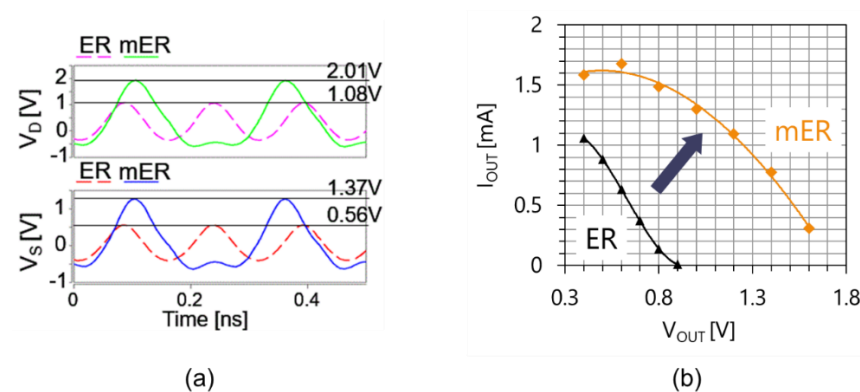 ER mER
2.01V
1.08V
2
1
0
-1
V_D [V]
ER mER
1.37V
0.56V
1
0
-1
V_S [V]
0 0.2 0.4
Time [ns]
(a)
2
1.5
1
0.5
0
I_OUT [mA]
mER
ER
0.3 0.8 1.3 1.8
V_OUT [V]
(b)